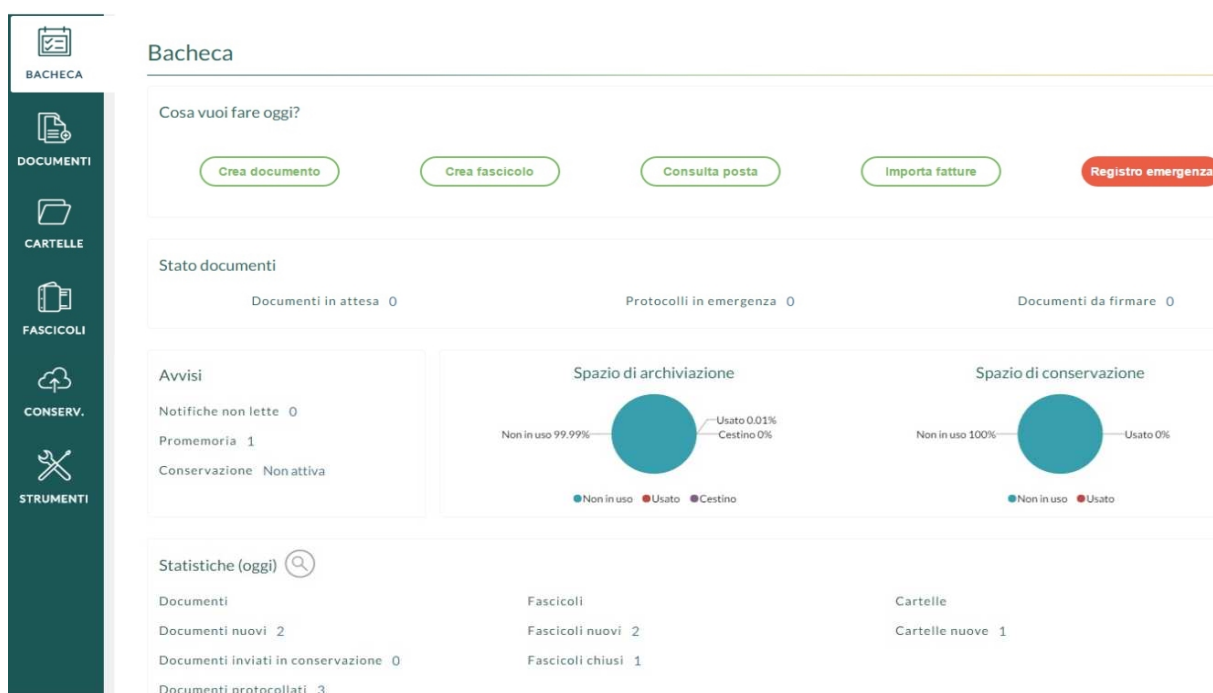 BACHECA
DOCUMENTI
CARTELLE
FASCICOLI
CONSERV.
STRUMENTI
Bacheca
Cosa vuoi fare oggi?
Crea documento
Crea fascicolo
Consulta posta
Importa fatture
Registro emergenza
Stato documenti
Documenti in attesa 0
Protocolli in emergenza 0
Documenti da firmare 0
Avvisi
Notifiche non lette 0
Promemoria 1
Conservazione Non attiva
Spazio di archiviazione
Usato 0.01%
Non in uso 99.99%
Cestino 0%
Non in uso Usato Cestino
Spazio di conservazione
Non in uso 100%
Usato 0%
Non in uso Usato
Statistiche (oggi)
Documenti
Documenti nuovi 2
Documenti inviati in conservazione 0
Documenti protocollati 3
Fascicoli
Fascicoli nuovi 2
Fascicoli chiusi 1
Cartelle
Cartelle nuove 1